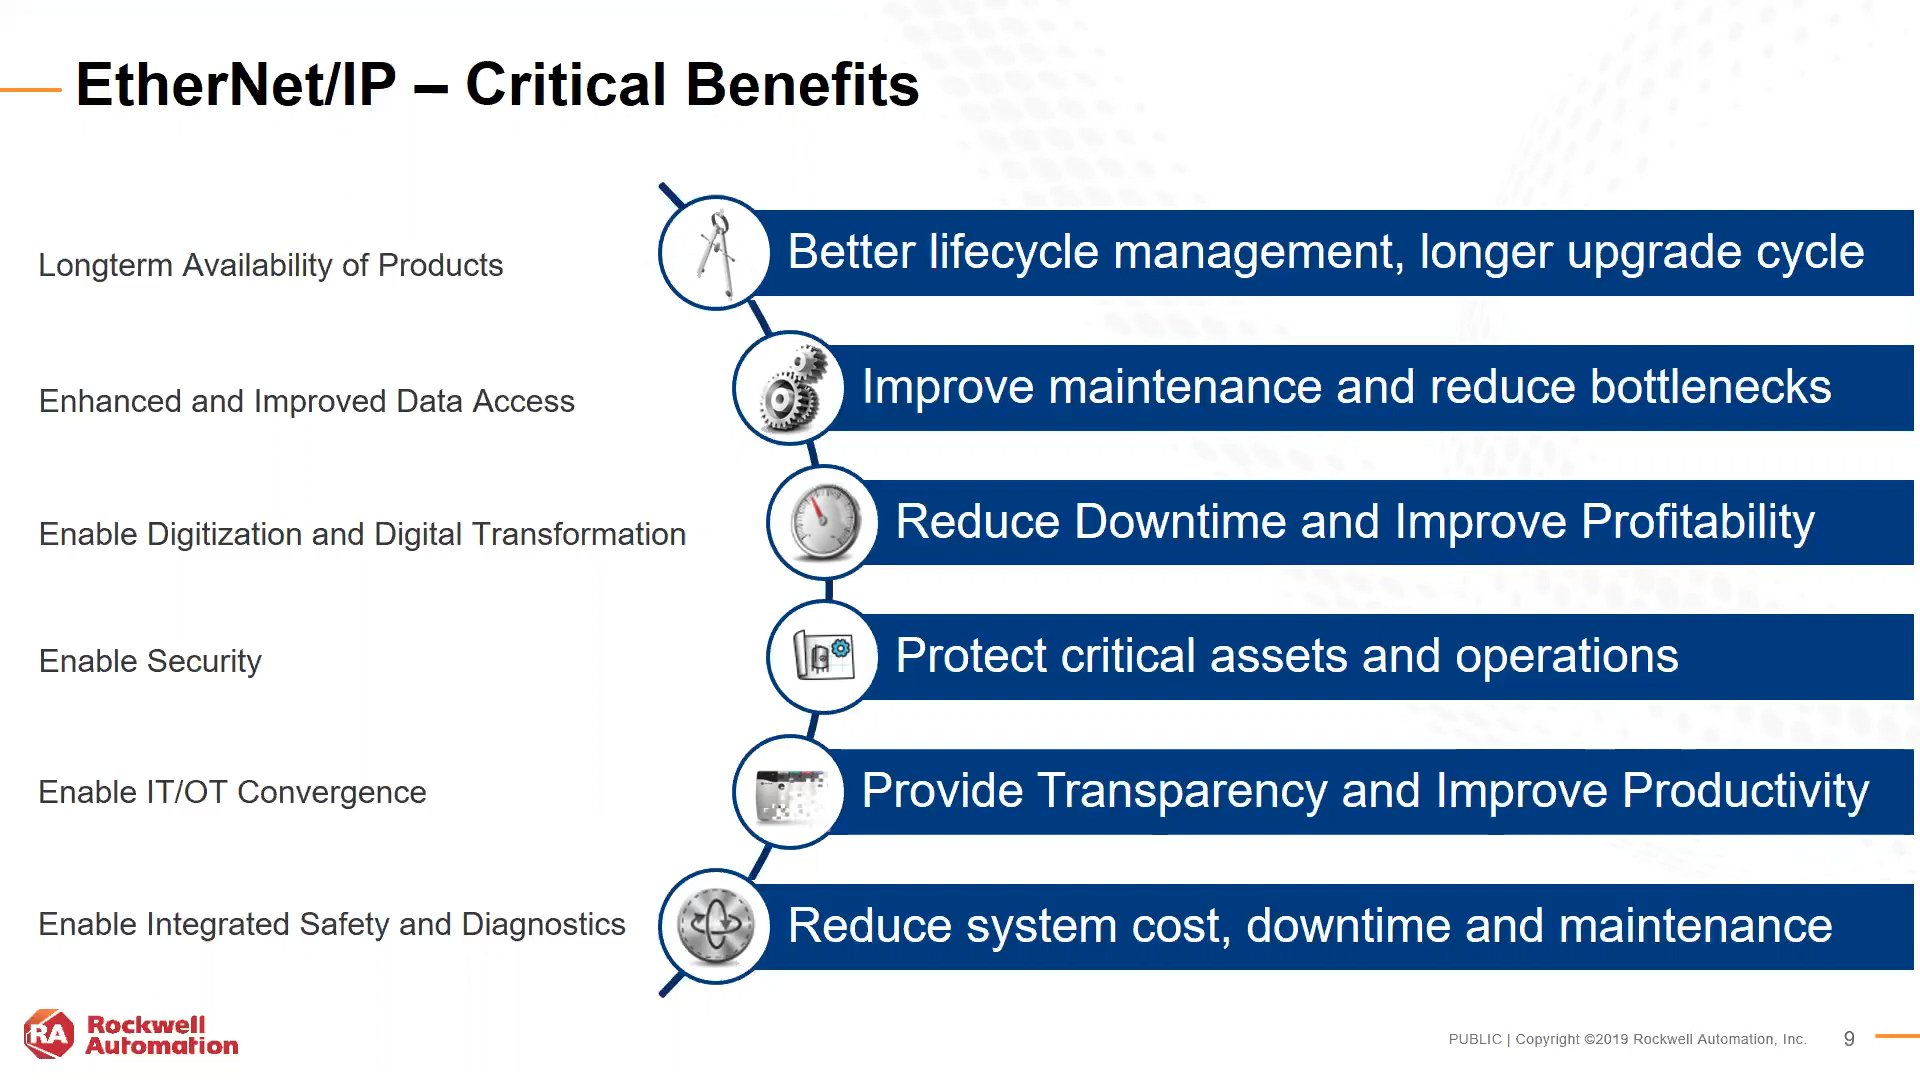 EtherNet/IP – Critical Benefits
Longterm Availability of Products
Better lifecycle management, longer upgrade cycle
Enhanced and Improved Data Access
Improve maintenance and reduce bottlenecks
Enable Digitization and Digital Transformation
Reduce Downtime and Improve Profitability
Enable Security
Protect critical assets and operations
Enable IT/OT Convergence
Provide Transparency and Improve Productivity
Enable Integrated Safety and Diagnostics
Reduce system cost, downtime and maintenance
RA
Rockwell
Automation
PUBLIC | Copyright ©2019 Rockwell Automation, Inc. 9